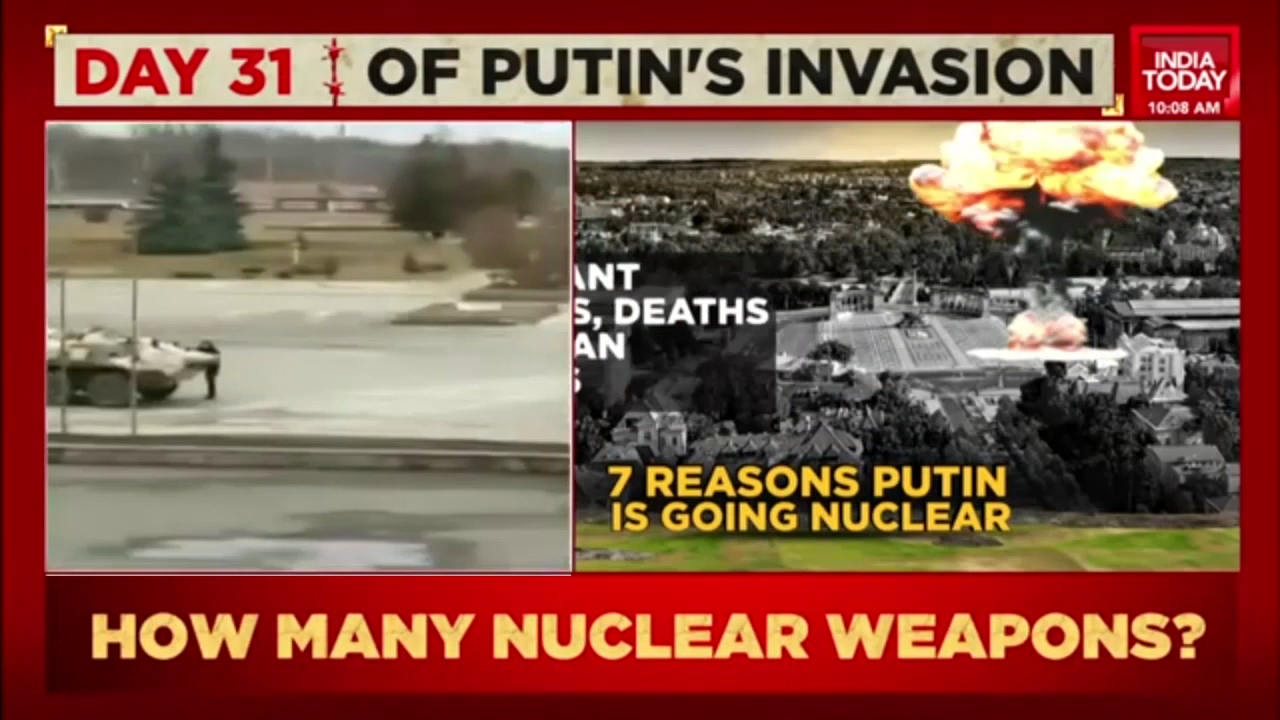 DAY 31 OF PUTIN'S INVASION
INDIA
TODAY
10:08 AM
ANT
S, DEATHS
AN
S
7 REASONS PUTIN
IS GOING NUCLEAR
HOW MANY NUCLEAR WEAPONS?